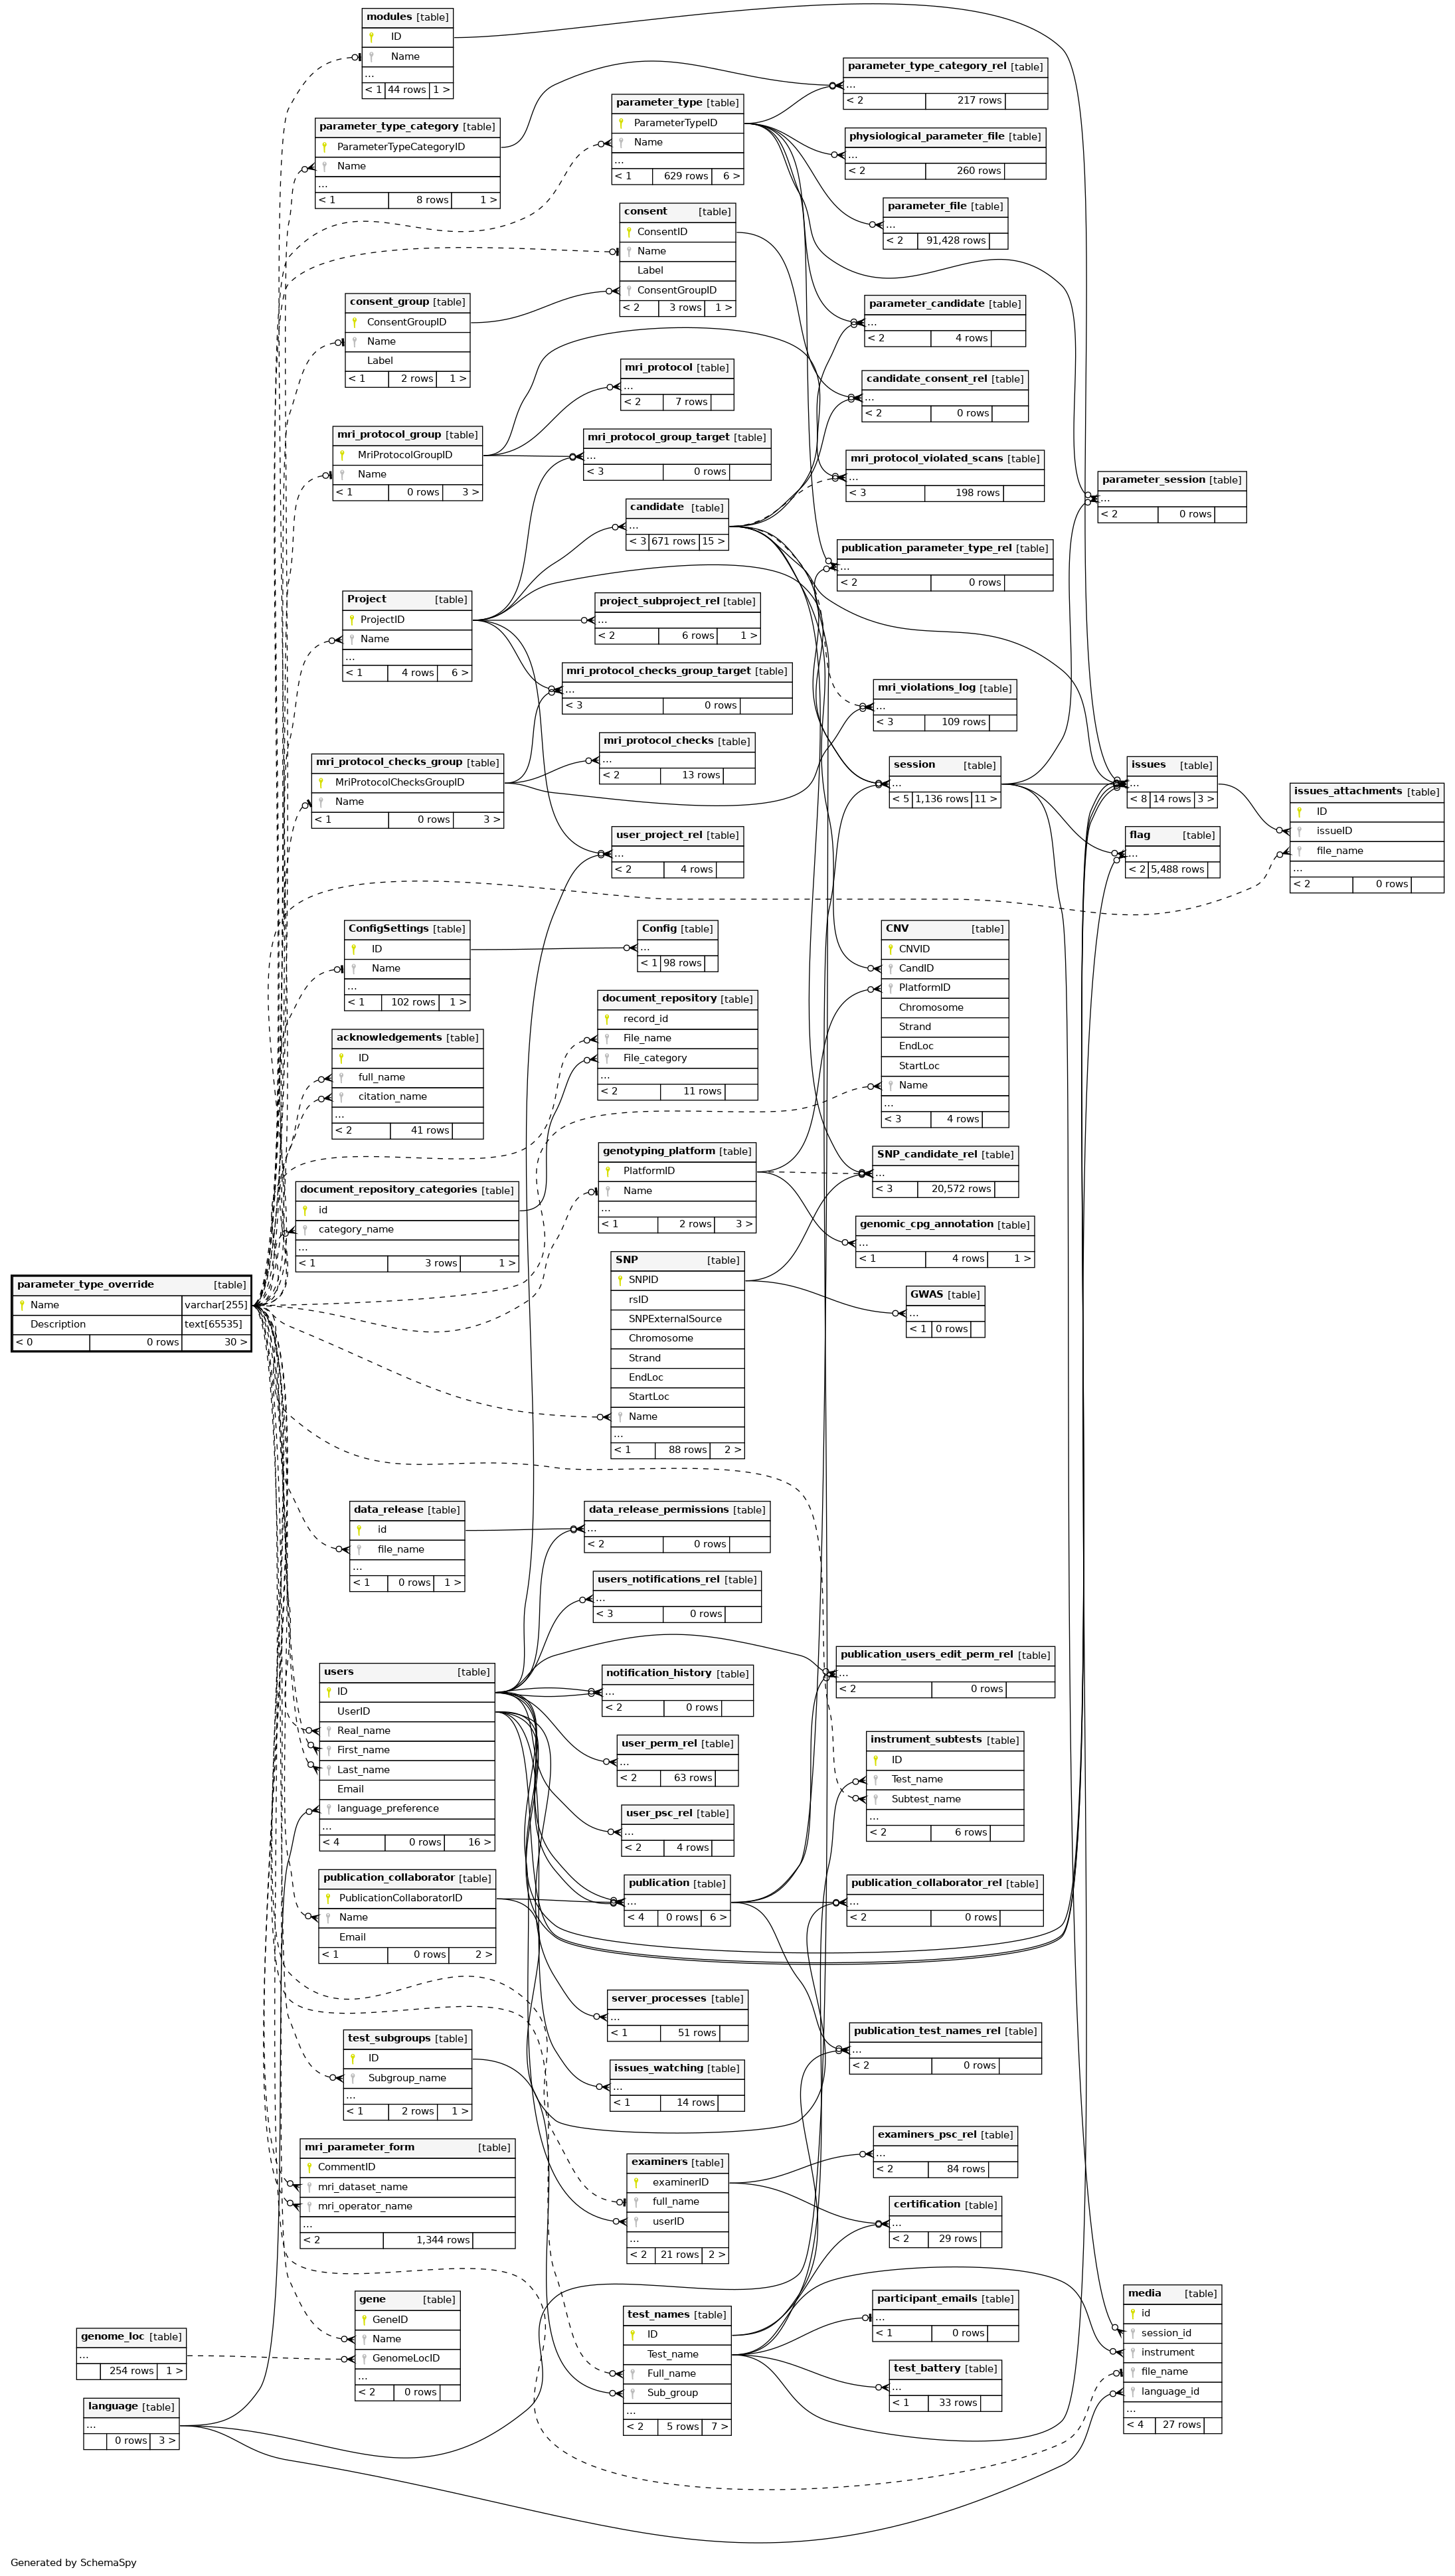 modules [table]
ID
Name
...
< 1 44 rows 1 >
parameter_type_category [table]
ParameterTypeCategoryID
Name
...
< 1 8 rows 1 >
consent_group [table]
ConsentGroupID
Name
Label
< 1 2 rows 1 >
mri_protocol_group [table]
MriProtocolGroupID
Name
< 1 0 rows 3 >
Project [table]
ProjectID
Name
...
< 1 4 rows 6 >
mri_protocol_checks_group [table]
MriProtocolChecksGroupID
Name
< 1 0 rows 3 >
ConfigSettings [table]
ID
Name
...
< 1 102 rows 1 >
acknowledgements [table]
ID
full_name
citation_name
...
< 2 41 rows
document_repository_categories [table]
id
category_name
...
< 1 3 rows 1 >
parameter_type_override [table]
Name varchar[255]
Description text[65535]
< 0 0 rows 30 >
data_release [table]
id
file_name
...
< 1 0 rows 1 >
users [table]
ID
UserID
Real_name
First_name
Last_name
Email
language_preference
...
< 4 0 rows 16 >
publication_collaborator [table]
PublicationCollaboratorID
Name
Email
< 1 0 rows 2 >
test_subgroups [table]
ID
Subgroup_name
...
< 1 2 rows 1 >
mri_parameter_form [table]
CommentID
mri_dataset_name
mri_operator_name
...
< 2 1,344 rows
gene [table]
GeneID
Name
GenomeLocID
...
< 2 0 rows
genome_loc [table]
...
254 rows 1 >
language [table]
...
0 rows 3 >
parameter_type [table]
ParameterTypeID
Name
...
< 1 629 rows 6 >
consent [table]
ConsentID
Name
Label
ConsentGroupID
< 2 3 rows 1 >
mri_protocol [table]
...
< 2 7 rows
mri_protocol_group_target [table]
...
< 3 0 rows
candidate [table]
...
< 3 671 rows 15 >
project_subproject_rel [table]
...
< 2 6 rows 1 >
mri_protocol_checks_group_target [table]
...
< 3 0 rows
mri_protocol_checks [table]
...
< 2 13 rows
user_project_rel [table]
...
< 2 4 rows
Config [table]
...
< 1 98 rows
document_repository [table]
record_id
File_name
File_category
...
< 2 11 rows
genotyping_platform [table]
PlatformID
Name
...
< 1 2 rows 3 >
SNP [table]
SNPID
rsID
SNPExternalSource
Chromosome
Strand
EndLoc
StartLoc
Name
...
< 1 88 rows 2 >
data_release_permissions [table]
...
< 2 0 rows
users_notifications_rel [table]
...
< 3 0 rows
notification_history [table]
...
< 2 0 rows
user_perm_rel [table]
...
< 2 63 rows
user_psc_rel [table]
...
< 2 4 rows
publication [table]
...
< 4 0 rows 6 >
server_processes [table]
...
< 1 51 rows
issues_watching [table]
...
< 1 14 rows
examiners [table]
examinerID
full_name
userID
...
< 2 21 rows 2 >
test_names [table]
ID
Test_name
Full_name
Sub_group
...
< 2 5 rows 7 >
parameter_type_category_rel [table]
...
< 2 217 rows
physiological_parameter_file [table]
...
< 2 260 rows
parameter_file [table]
...
< 2 91,428 rows
parameter_candidate [table]
...
< 2 4 rows
candidate_consent_rel [table]
...
< 2 0 rows
mri_protocol_violated_scans [table]
...
< 3 198 rows
publication_parameter_type_rel [table]
...
< 2 0 rows
mri_violations_log [table]
...
< 3 109 rows
session [table]
...
< 5 1,136 rows 11 >
CNV [table]
CNVID
CandID
PlatformID
Chromosome
Strand
EndLoc
StartLoc
Name
...
< 3 4 rows
SNP_candidate_rel [table]
...
< 3 20,572 rows
genomic_cpg_annotation [table]
...
< 1 4 rows 1 >
GWAS [table]
...
< 1 0 rows
publication_users_edit_perm_rel [table]
...
< 2 0 rows
instrument_subtests [table]
ID
Test_name
Subtest_name
...
< 2 6 rows
publication_collaborator_rel [table]
...
< 2 0 rows
publication_test_names_rel [table]
...
< 2 0 rows
examiners_psc_rel [table]
...
< 2 84 rows
certification [table]
...
< 2 29 rows
participant_emails [table]
...
< 1 0 rows
test_battery [table]
...
< 1 33 rows
parameter_session [table]
...
< 2 0 rows
issues [table]
...
< 8 14 rows 3 >
flag [table]
...
< 2 5,488 rows
media [table]
id
session_id
instrument
file_name
language_id
...
< 4 27 rows
issues_attachments [table]
ID
issueID
file_name
...
< 2 0 rows
Generated by SchemaSpy